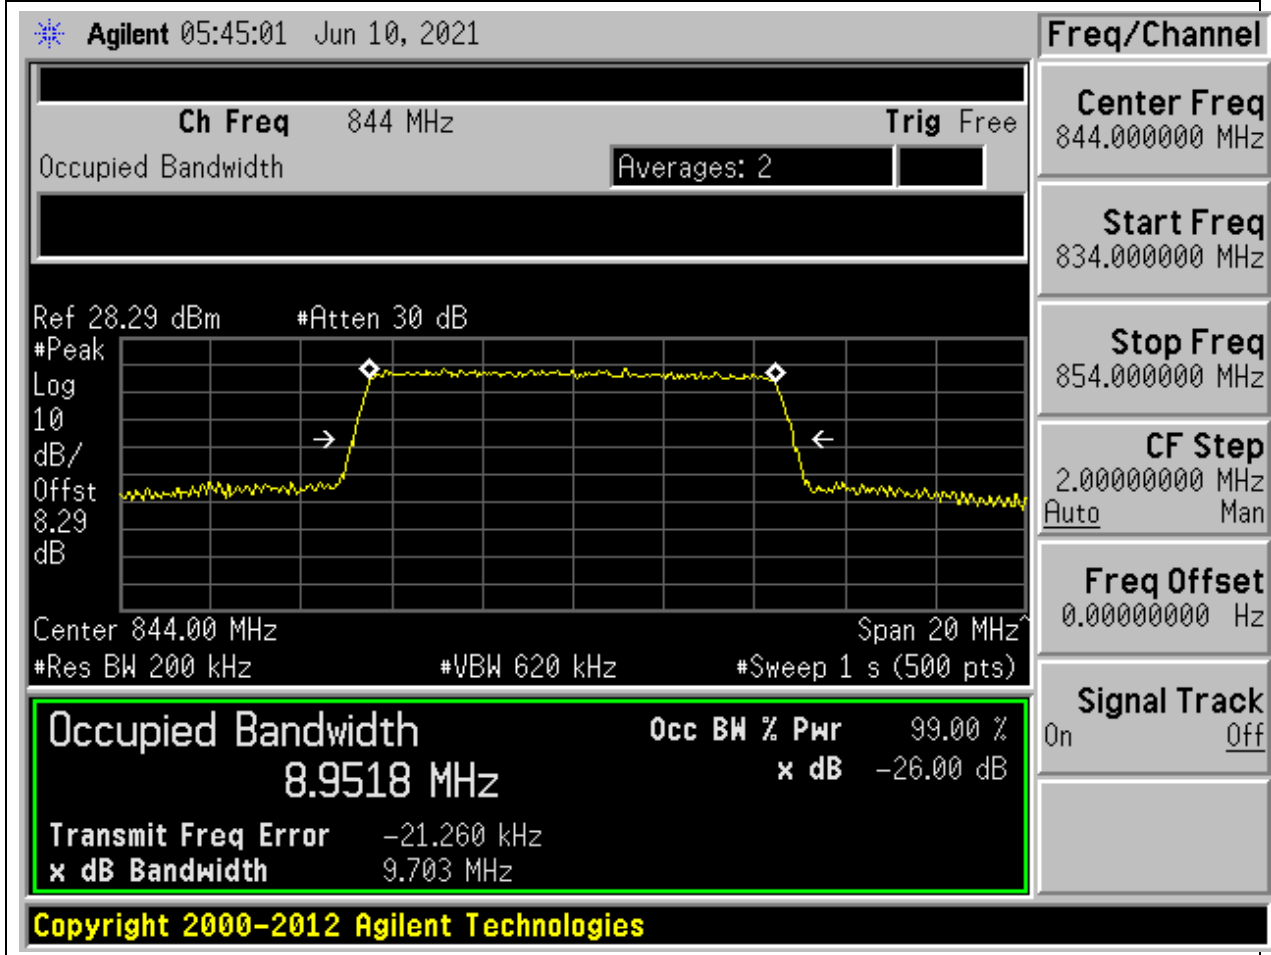 Agilent 05:45:01 Jun 10, 2021
Freq/Channel
Ch Freq 844 MHz Trig Free
Occupied Bandwidth Averages: 2
Center Freq
844.000000 MHz
Start Freq
834.000000 MHz
Stop Freq
854.000000 MHz
CF Step
2.00000000 MHz
Auto Man
Freq Offset
0.00000000 Hz
Signal Track
On Off
Ref 28.29 dBm #Atten 30 dB
#Peak
Log
10
dB/
Offst
8.29
dB
Center 844.00 MHz Span 20 MHz^
#Res BW 200 kHz #VBW 620 kHz #Sweep 1 s (500 pts)
Occupied Bandwidth Occ BW % Pwr 99.00 %
8.9518 MHz x dB -26.00 dB
Transmit Freq Error -21.260 kHz
x dB Bandwidth 9.703 MHz
Copyright 2000-2012 Agilent Technologies